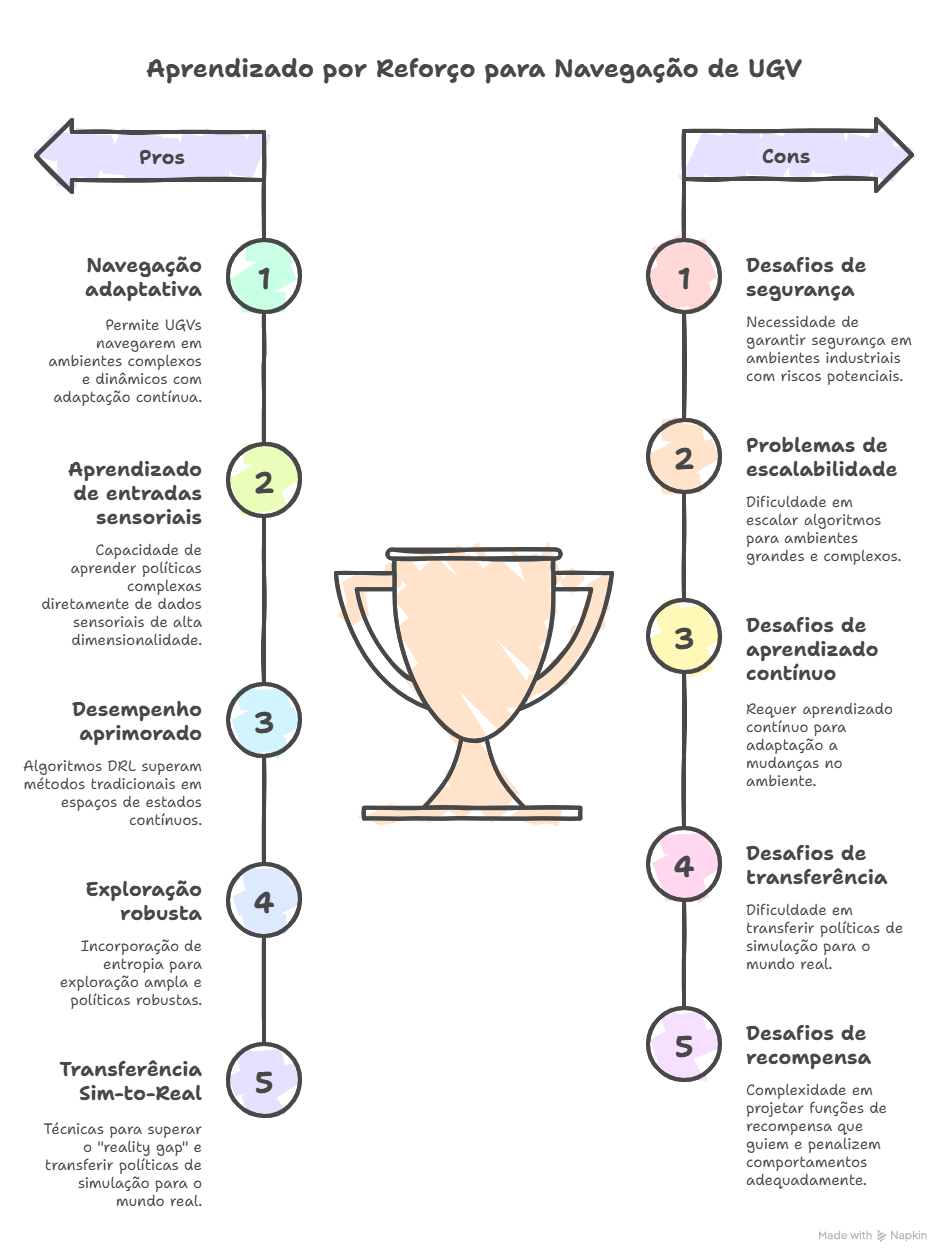 Aprendizado por Reforço para Navegação de UGV
Pros
1
Navegação
adaptativa
Permite UGVs
navegarem em
ambientes complexos
e dinâmicos com
adaptação contínua.
2
Aprendizado
de entradas
sensoriais
Capacidade de
aprender políticas
complexas
diretamente de dados
sensoriais de alta
dimensionalidade.
3
Desempenho
aprimorado
Algoritmos DRL superam
métodos tradicionais em
espaços de estados
contínuos.
4
Exploração
robusta
Incorporação de
entropia para
exploração ampla e
políticas robustas.
5
Transferência
Sim-to-Real
Técnicas para superar
o "reality gap" e
transferir políticas de
simulação para o
mundo real.
Cons
1
Desafios de
segurança
Necessidade de
garantir segurança em
ambientes industriais
com riscos potenciais.
2
Problemas de
escalabilidade
Dificuldade em
escalar algoritmos
para ambientes
grandes e complexos.
3
Desafios de
aprendizado
contínuo
Requer aprendizado
contínuo para
adaptação a
mudanças no
ambiente.
4
Desafios de
transferência
Dificuldade em
transferir políticas de
simulação para o
mundo real.
5
Desafios de
recompensa
Complexidade em
projetar funções de
recompensa que
guiem e penalizem
comportamentos
adequadamente.
Made with Napkin